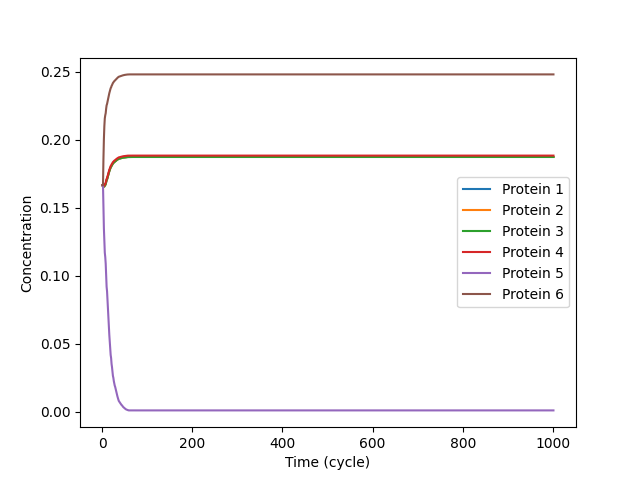 0.25
0.20
0.15
0.10
0.05
0.00
Concentration
0 200 400 600 800 1000
Time (cycle)
Protein 1
Protein 2
Protein 3
Protein 4
Protein 5
Protein 6